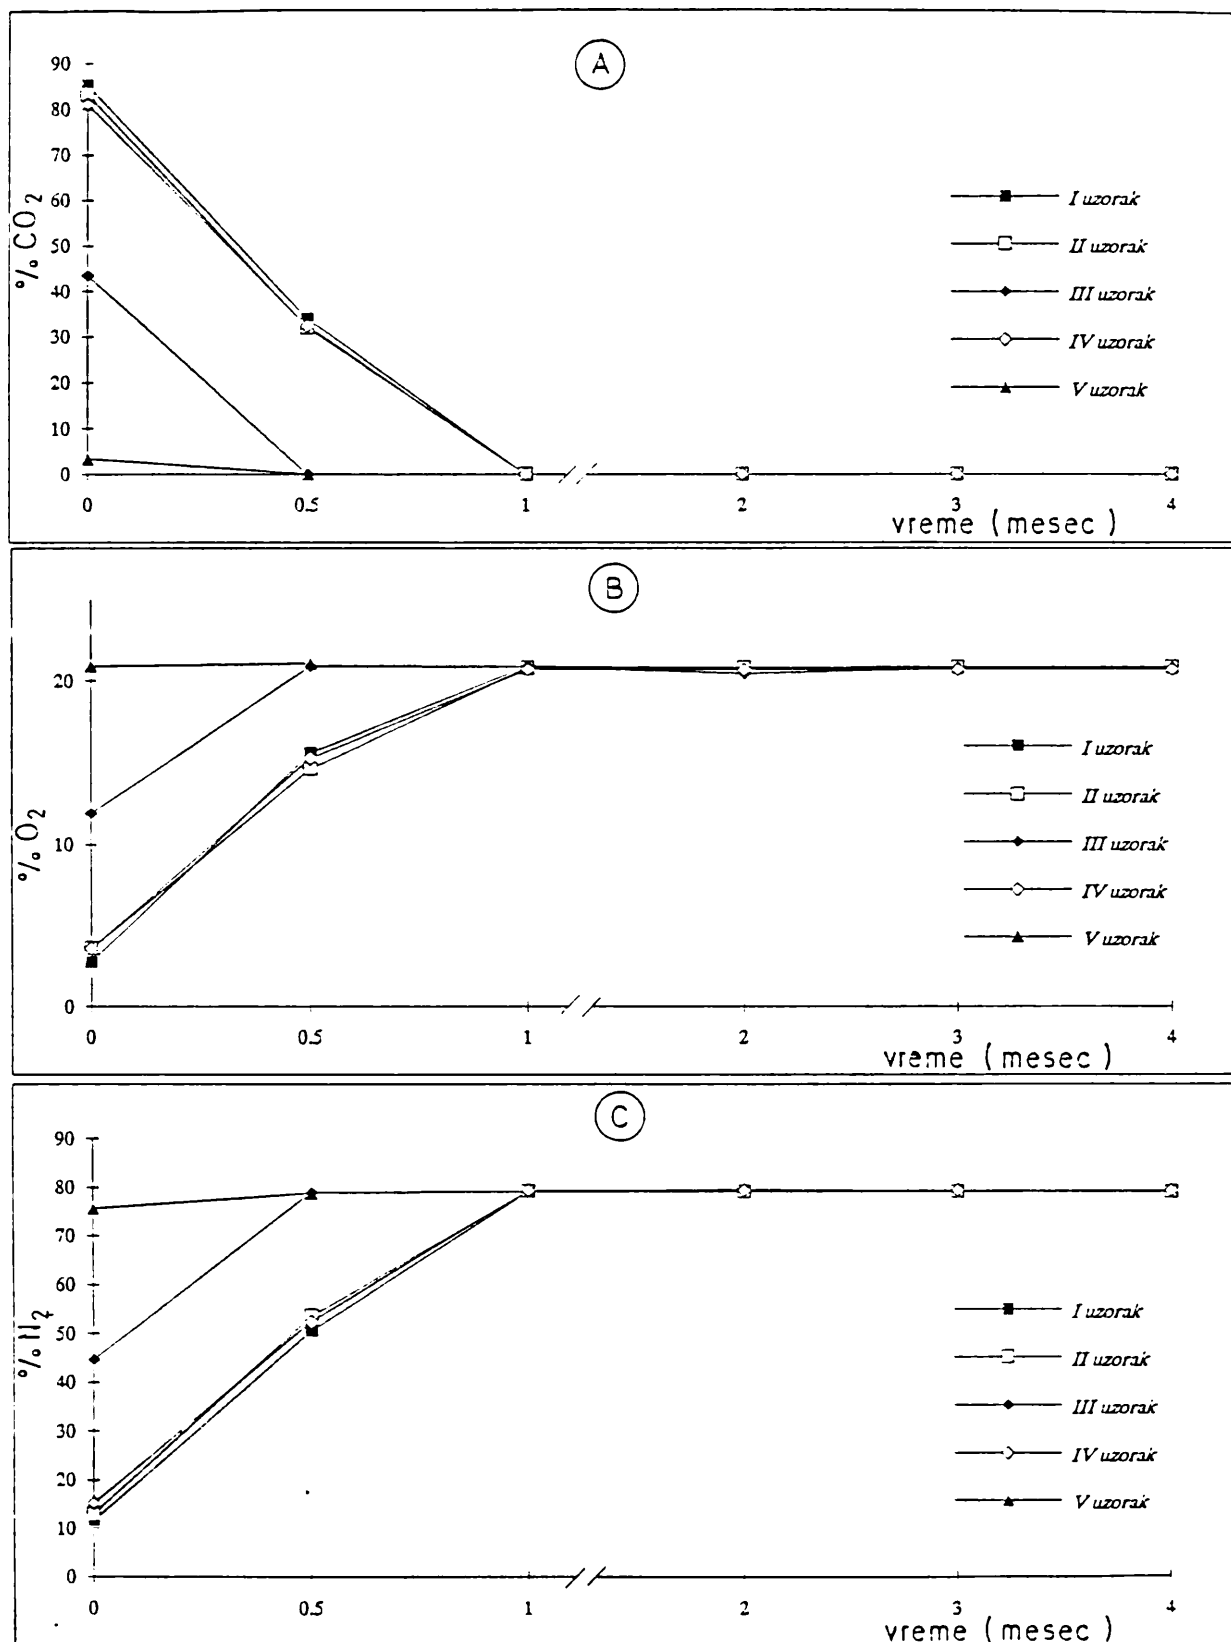 A
90
80
70
60
50
40
30
20
10
0
% CO2
I uzorak
II uzorak
III uzorak
IV uzorak
V uzorak
0 0.5 1 2 3 4
vreme (mesec)
B
20
10
0
% O2
I uzorak
II uzorak
III uzorak
IV uzorak
V uzorak
0 0.5 1 2 3 4
vreme (mesec)
C
90
80
70
60
50
40
30
20
10
0
% N2
I uzorak
II uzorak
III uzorak
IV uzorak
V uzorak
0 0.5 1 2 3 4
vreme (mesec)